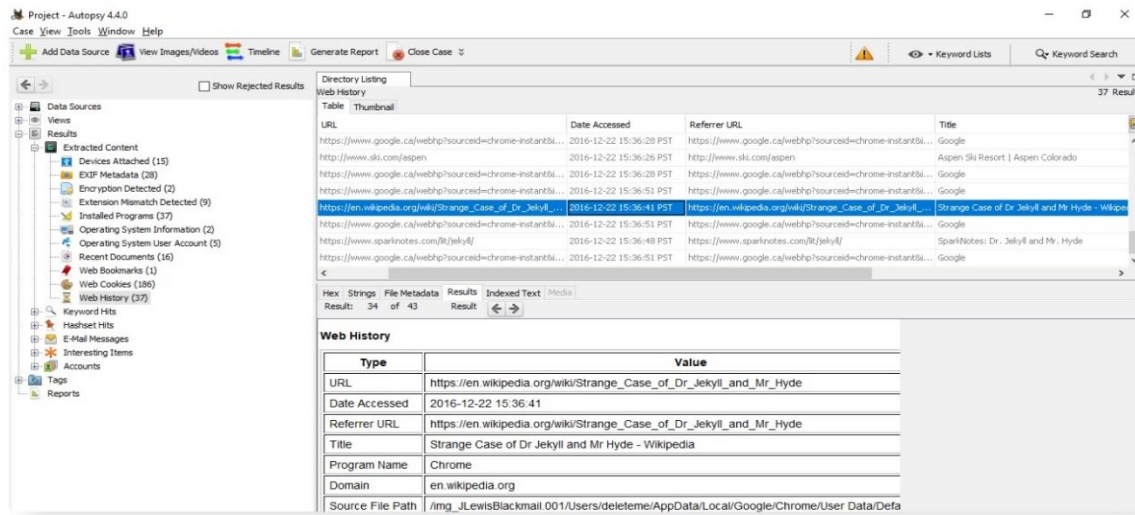 Project - Autopsy 4.4.0
Case View Tools Window Help
Add Data Source View Images/Videos Timeline Generate Report Close Case Keyword Lists Keyword Search
Show Rejected Results
Data Sources
Views
Results
Extracted Content
Devices Attached (15)
EXIF Metadata (28)
Encryption Detected (2)
Extension Mismatch Detected (9)
Installed Programs (37)
Operating System Information (2)
Operating System User Account (5)
Recent Documents (16)
Web Bookmarks (1)
Web Cookies (186)
Web History (37)
Keyword Hits
Hashset Hits
E-Mail Messages
Interesting Items
Accounts
Tags
Reports
Directory Listing
Web History 37 Resul
Table Thumbnail
URL Date Accessed Referrer URL Title
https://www.google.ca/webhp?sourceid=chrome-instant&i... 2016-12-22 15:36:28 PST https://www.google.ca/webhp?sourceid=chrome-instant&i... Google
http://www.ski.com/aspen 2016-12-22 15:36:26 PST http://www.ski.com/aspen Aspen Ski Resort | Aspen Colorado
https://www.google.ca/webhp?sourceid=chrome-instant&i... 2016-12-22 15:36:28 PST https://www.google.ca/webhp?sourceid=chrome-instant&i... Google
https://www.google.ca/webhp?sourceid=chrome-instant&i... 2016-12-22 15:36:51 PST https://www.google.ca/webhp?sourceid=chrome-instant&i... Google
https://en.wikipedia.org/wiki/Strange_Case_of_Dr_Jekyll_... 2016-12-22 15:36:41 PST https://en.wikipedia.org/wiki/Strange_Case_of_Dr_Jekyll_... Strange Case of Dr Jekyll and Mr Hyde - Wikiped
https://www.google.ca/webhp?sourceid=chrome-instant&i... 2016-12-22 15:36:51 PST https://www.google.ca/webhp?sourceid=chrome-instant&i... Google
https://www.sparknotes.com/lit/jekyll/ 2016-12-22 15:36:48 PST https://www.sparknotes.com/lit/jekyll/ SparkNotes: Dr. Jekyll and Mr. Hyde
https://www.google.ca/webhp?sourceid=chrome-instant&i... 2016-12-22 15:36:51 PST https://www.google.ca/webhp?sourceid=chrome-instant&i... Google
Hex Strings File Metadata Results Indexed Text Media
Result: 34 of 43 Result
Web History
Type Value
URL https://en.wikipedia.org/wiki/Strange_Case_of_Dr_Jekyll_and_Mr_Hyde
Date Accessed 2016-12-22 15:36:41
Referrer URL https://en.wikipedia.org/wiki/Strange_Case_of_Dr_Jekyll_and_Mr_Hyde
Title Strange Case of Dr Jekyll and Mr Hyde - Wikipedia
Program Name Chrome
Domain en.wikipedia.org
Source File Path /img_JLewisBlackmail.001/Users/deleteme/AppData/Local/Google/Chrome/User Data/Defa